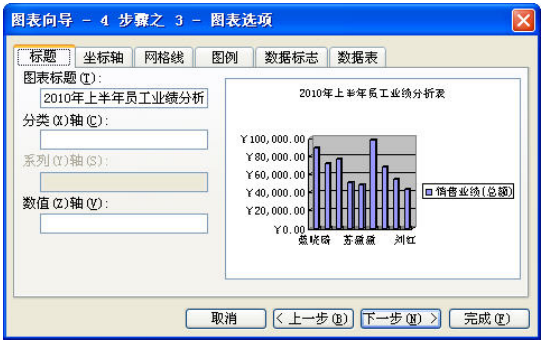 图表向导 - 4 步骤之 3 - 图表选项
标题 坐标轴 网格线 图例 数据标志 数据表
图表标题(T):
2010年上半年员工业绩分析
分类(X)轴(C):
系列(Y)轴(S):
数值(Z)轴(V):
2010年上半年员工业绩分析表
¥100,000.00
¥80,000.00
¥60,000.00
¥40,000.00
¥20,000.00
¥0.00
销售业绩(总额)
苏 刘红
取消 <上一步(B) 下一步(N)> 完成(F)